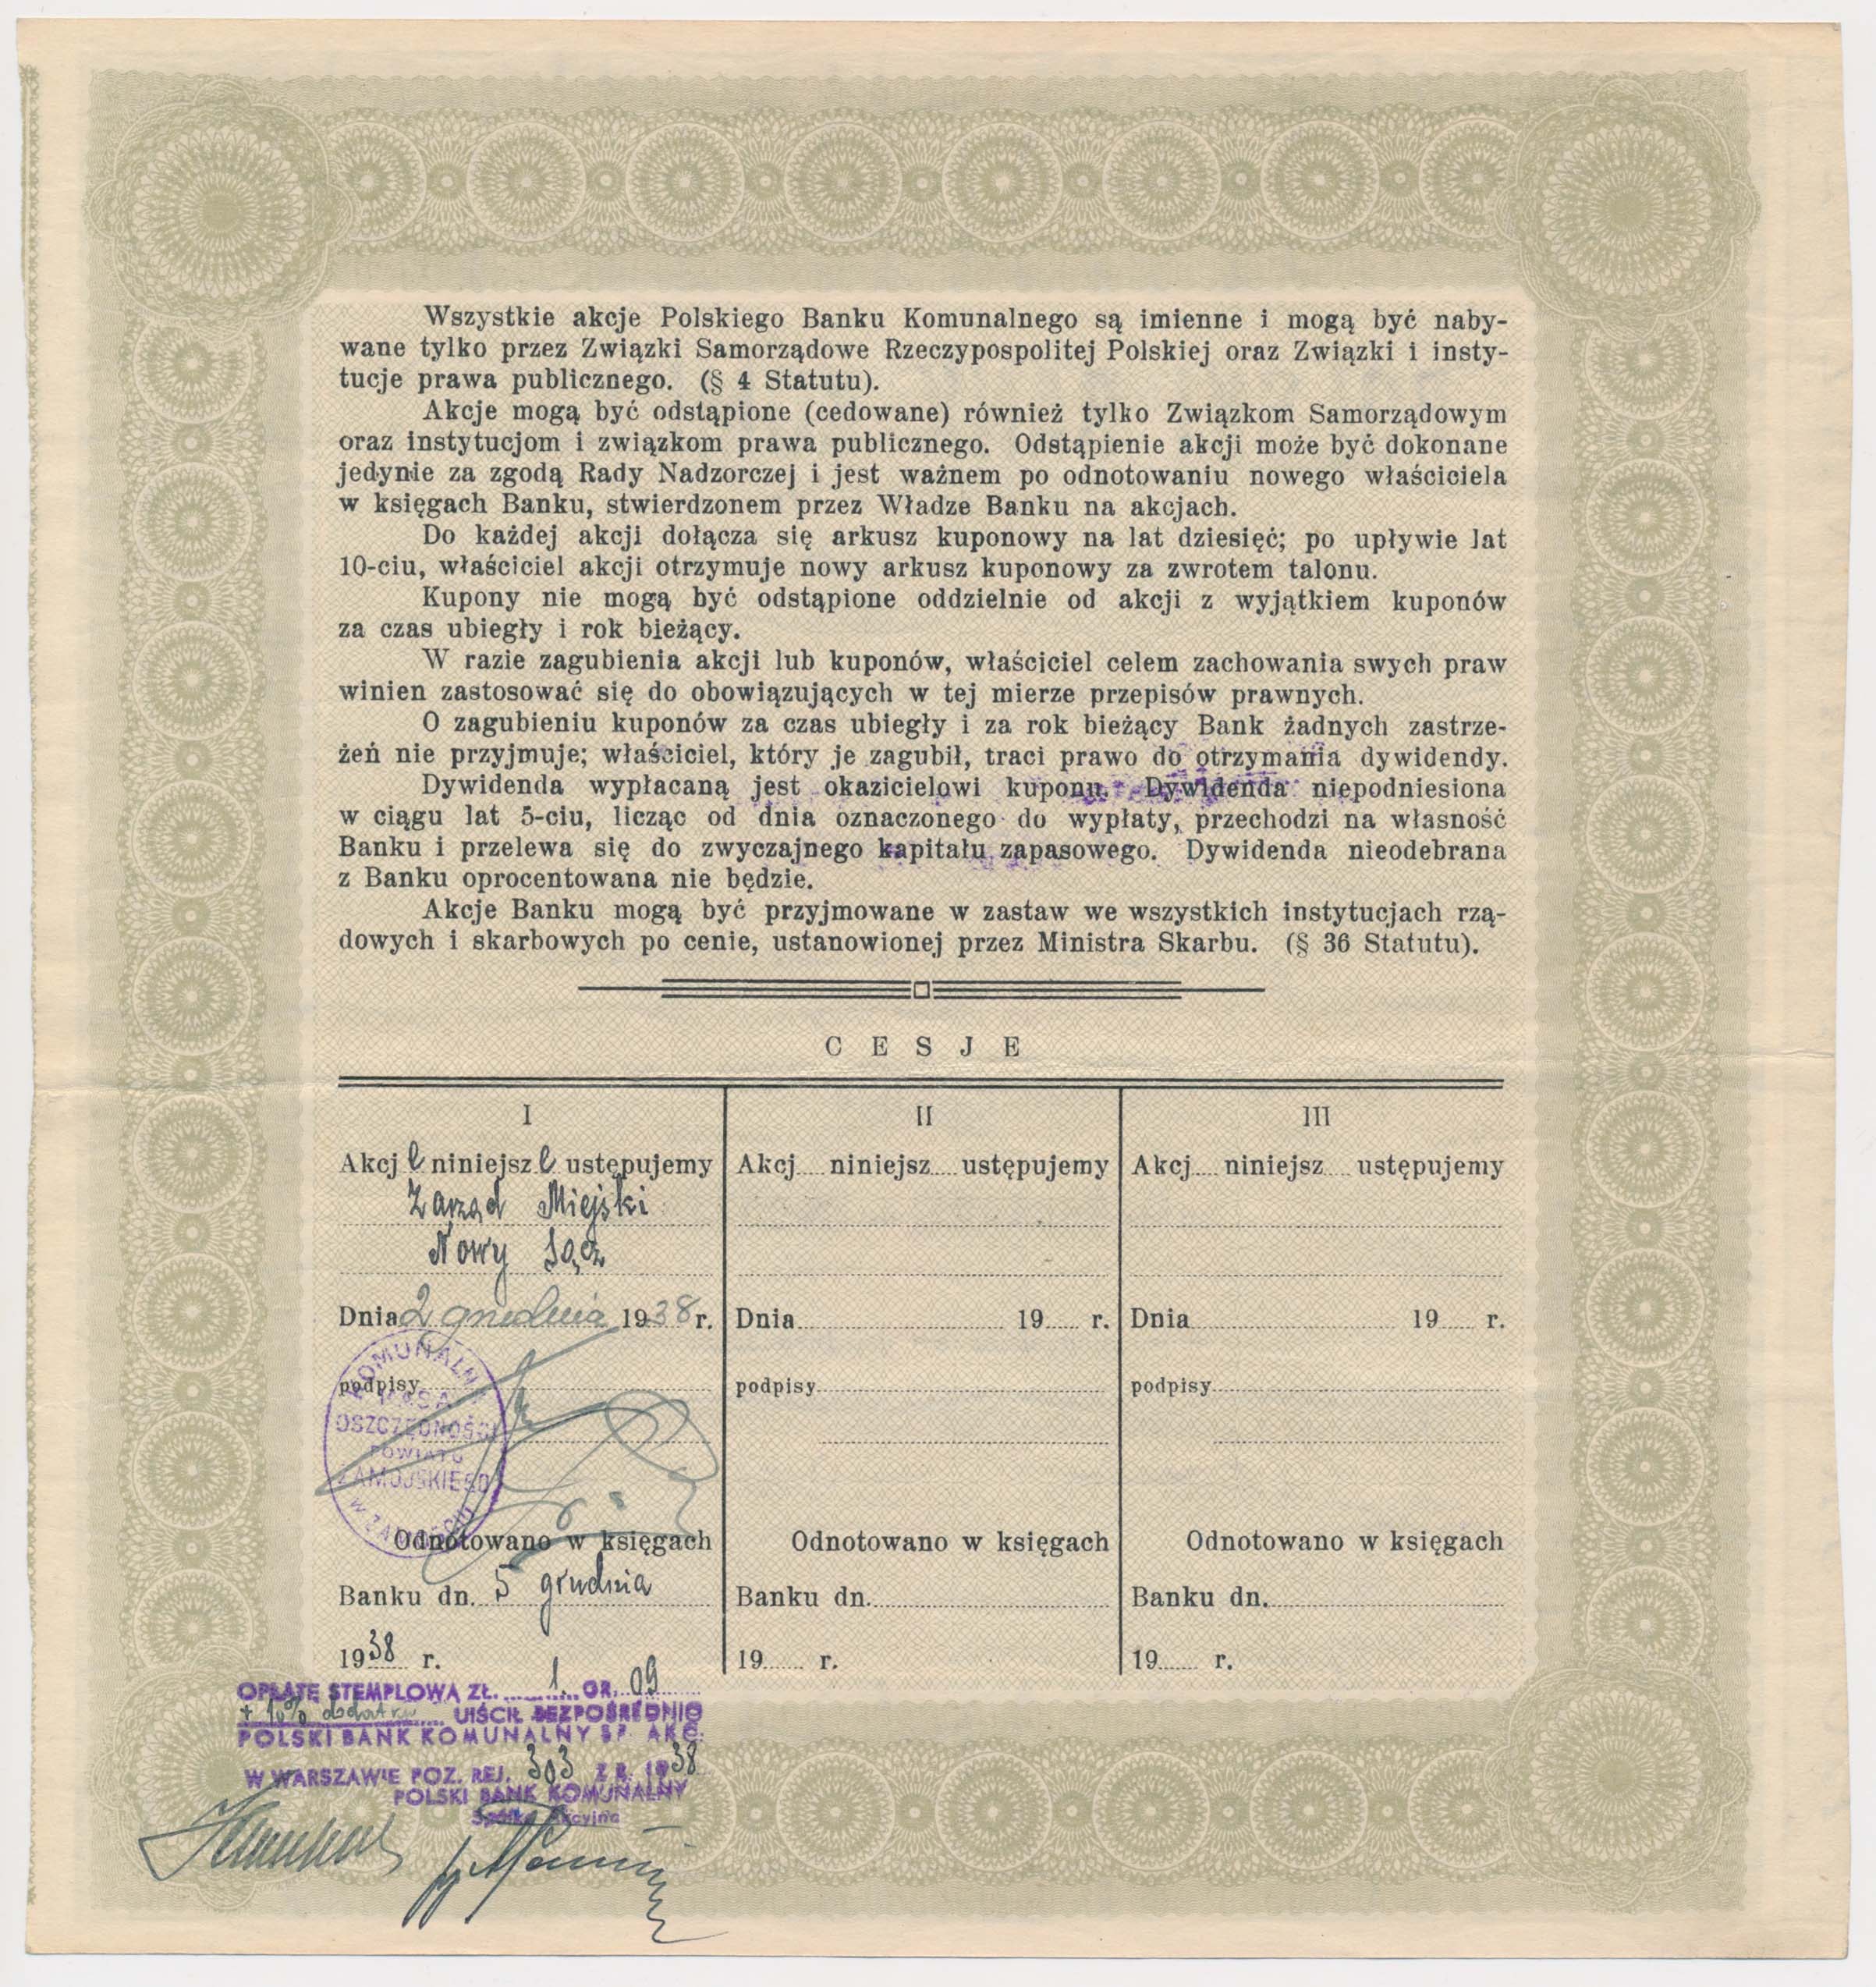 Wszystkie akcje Polskiego Banku Komunalnego są imienne i mogą być naby-
wane tylko przez Związki Samorządowe Rzeczypospolitej Polskiej oraz Związki i insty-
tucje prawa publicznego. (§ 4 Statutu).
Akcje mogą być odstąpione (cedowane) również tylko Związkom Samorządowym
oraz instytucjom i związkom prawa publicznego. Odstąpienie akcji może być dokonane
jedynie za zgodą Rady Nadzorczej i jest ważnem po odnotowaniu nowego właściciela
w księgach Banku, stwierdzonem przez Władze Banku na akcjach.
Do każdej akcji dołącza się arkusz kuponowy na lat dziesięć; po upływie lat
10-ciu, właściciel akcji otrzymuje nowy arkusz kuponowy za zwrotem talonu.
Kupony nie mogą być odstąpione oddzielnie od akcji z wyjątkiem kuponów
za czas ubiegły i rok bieżący.
W razie zagubienia akcji lub kuponów, właściciel celem zachowania swych praw
winien zastosować się do obowiązujących w tej mierze przepisów prawnych.
O zagubieniu kuponów za czas ubiegły i za rok bieżący Bank żadnych zastrze-
żeń nie przyjmuje; właściciel, który je zagubił, traci prawo do otrzymania dywidendy.
Dywidenda wypłacaną jest okazicielowi kuponu. Dywidenda niepodniesiona
w ciągu lat 5-ciu, licząc od dnia oznaczonego do wypłaty, przechodzi na własność
Banku i przelewa się do zwyczajnego kapitału zapasowego. Dywidenda nieodebrana
z Banku oprocentowana nie będzie.
Akcje Banku mogą być przyjmowane w zastaw we wszystkich instytucjach rzą-
dowych i skarbowych po cenie, ustanowionej przez Ministra Skarbu. (§ 36 Statutu).
CESJE
I
Akcję niniejszę ustępujemy
Zarząd Miejski
Nowy Sącz
Dnia 2 grudnia 1938 r.
podpisy
KOMUNALNA
KASA
OSZCZĘDNOŚCI
POWIATU
ZAMOJSKIEGO
W ZAMOŚCIU
Odnotowano w księgach
Banku dn. 5 grudnia
1938 r.
II
Akcj niniejsz ustępujemy
Dnia 19 r.
podpisy
Odnotowano w księgach
Banku dn.
19 r.
III
Akcj niniejsz ustępujemy
Dnia 19 r.
podpisy
Odnotowano w księgach
Banku dn.
19 r.
OPŁATĘ STEMPLOWĄ ZŁ. 1. GR. 09
+ 10% dodatku UIŚCIŁ BEZPOŚREDNIO
POLSKI BANK KOMUNALNY SP. AKC.
W WARSZAWIE POZ. REJ. 303 Z R. 1938
POLSKI BANK KOMUNALNY
Spółka Akcyjna